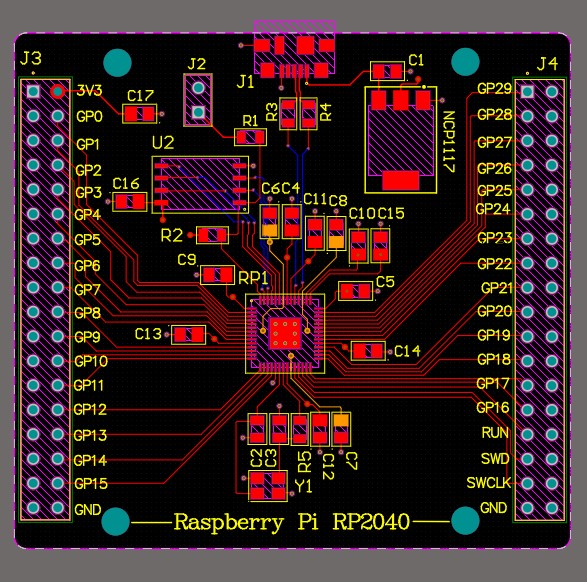 J3
J2
J1
C1
J4
3V3
C17
GP0
R3
R4
NCP1117
GP29
GP28
GP1
U2
R1
GP27
GP2
GP26
GP3
C16
GP25
GP4
C6
C4
C11
C8
C10
C15
GP24
GP5
R2
GP23
GP6
C9
RP1
GP22
GP7
C5
GP21
GP8
GP20
GP9
C13
C14
GP19
GP10
GP18
GP11
GP17
GP12
GP16
GP13
C2
C3
R5
C12
C7
RUN
GP14
SWD
GP15
Y1
SWCLK
GND
GND
Raspberry Pi RP2040